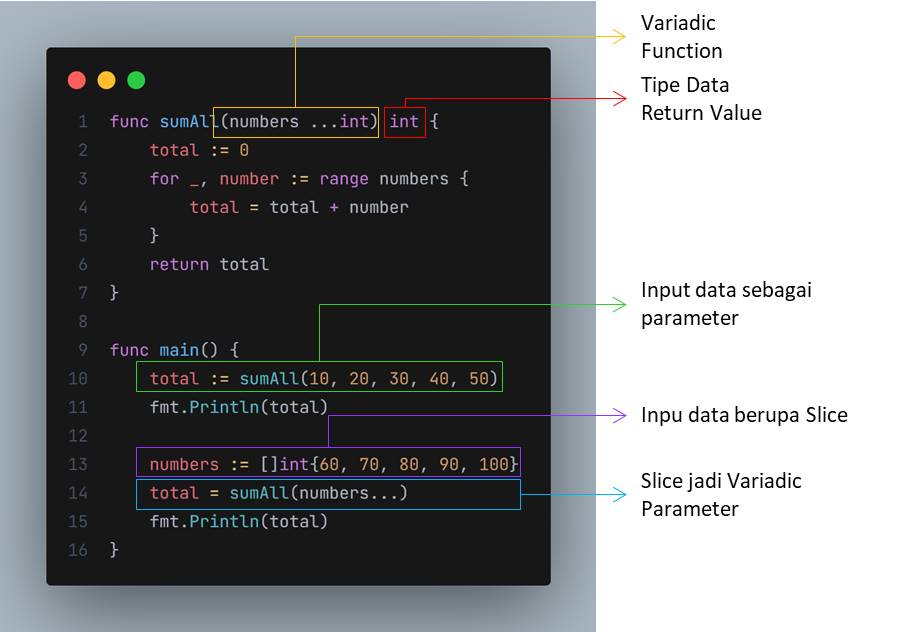 Variadic
Function
Tipe Data
Return Value
1 func sumAll(numbers ...int) int {
2 total := 0
3 for _, number := range numbers {
4 total = total + number
5 }
6 return total
7 }
8
9 func main() {
10 total := sumAll(10, 20, 30, 40, 50)
11 fmt.Println(total)
12
13 numbers := []int{60, 70, 80, 90, 100}
14 total = sumAll(numbers...)
15 fmt.Println(total)
16 }
Input data sebagai
parameter
Inpu data berupa Slice
Slice jadi Variadic
Parameter